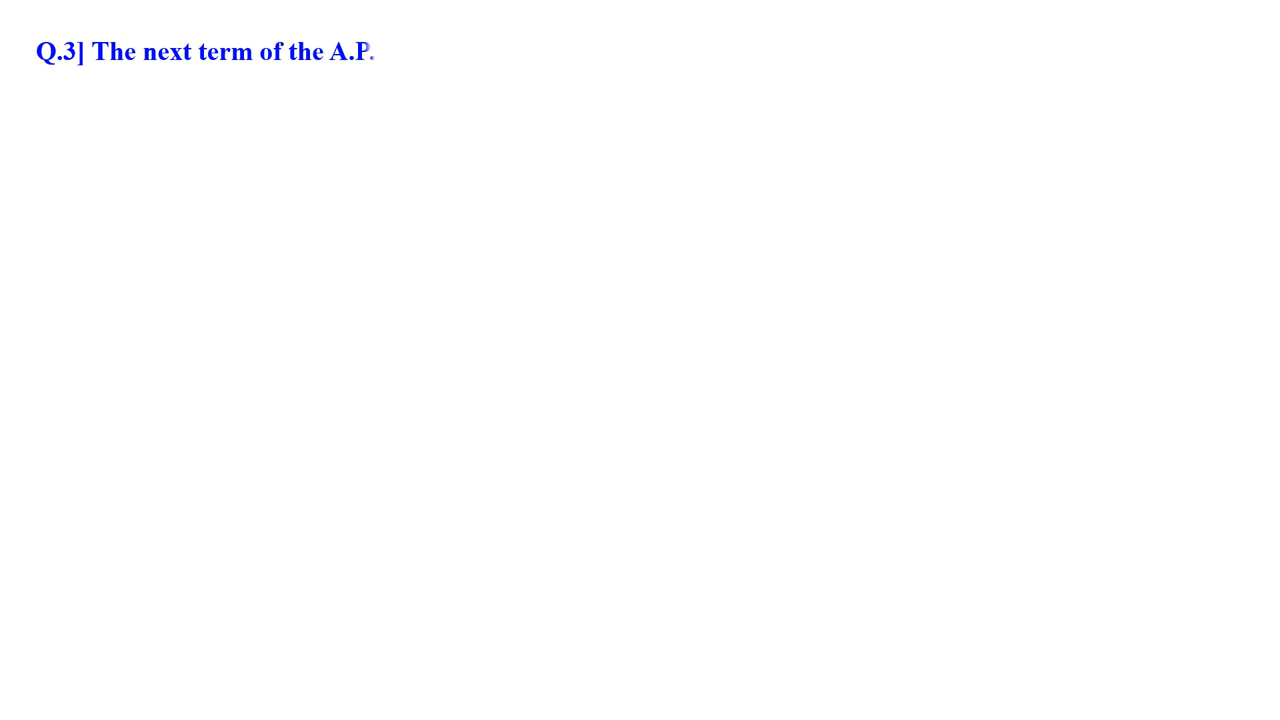 Q.3] The next term of the A.P.